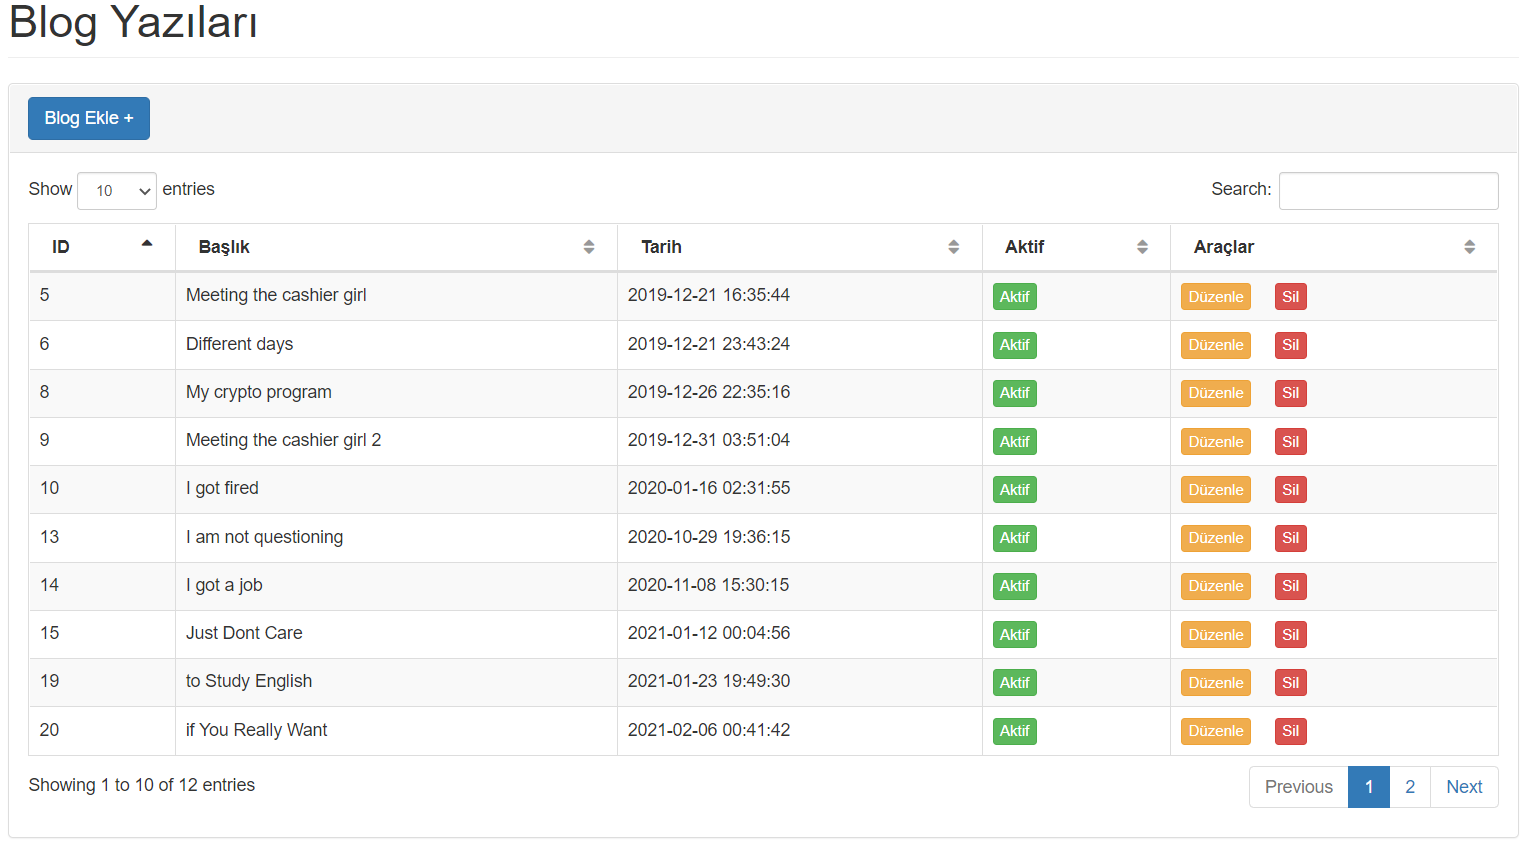 Blog Yazıları
Blog Ekle +
Show 10 entries Search:
ID Başlık Tarih Aktif Araçlar
5 Meeting the cashier girl 2019-12-21 16:35:44 Aktif Düzenle Sil
6 Different days 2019-12-21 23:43:24 Aktif Düzenle Sil
8 My crypto program 2019-12-26 22:35:16 Aktif Düzenle Sil
9 Meeting the cashier girl 2 2019-12-31 03:51:04 Aktif Düzenle Sil
10 I got fired 2020-01-16 02:31:55 Aktif Düzenle Sil
13 I am not questioning 2020-10-29 19:36:15 Aktif Düzenle Sil
14 I got a job 2020-11-08 15:30:15 Aktif Düzenle Sil
15 Just Dont Care 2021-01-12 00:04:56 Aktif Düzenle Sil
19 to Study English 2021-01-23 19:49:30 Aktif Düzenle Sil
20 if You Really Want 2021-02-06 00:41:42 Aktif Düzenle Sil
Showing 1 to 10 of 12 entries Previous 1 2 Next